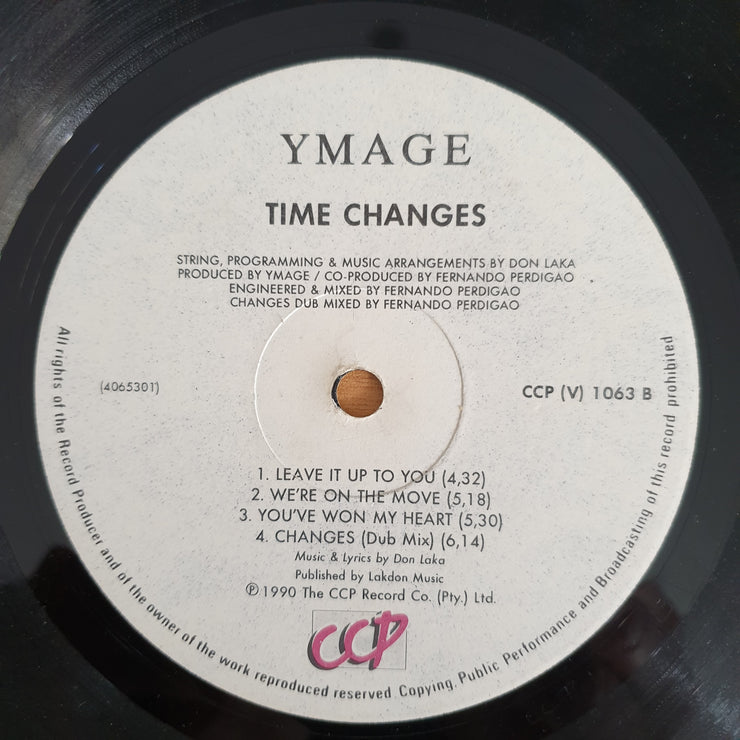 YMAGE
TIME CHANGES
STRING, PROGRAMMING & MUSIC ARRANGEMENTS BY DON LAKA
PRODUCED BY YMAGE / CO-PRODUCED BY FERNANDO PERDIGAO
ENGINEERED & MIXED BY FERNANDO PERDIGAO
CHANGES DUB MIXED BY FERNANDO PERDIGAO
(4065301)
CCP (V) 1063 B
1. LEAVE IT UP TO YOU (4,32)
2. WE'RE ON THE MOVE (5,18)
3. YOU'VE WON MY HEART (5,30)
4. CHANGES (Dub Mix) (6,14)
Music & Lyrics by Don Laka
Published by Lakdon Music
℗ 1990 The CCP Record Co. (Pty.) Ltd.
CCP
All rights of the Record Producer and of the owner of the work reproduced reserved. Copying, Public Performance and Broadcasting of this record prohibited